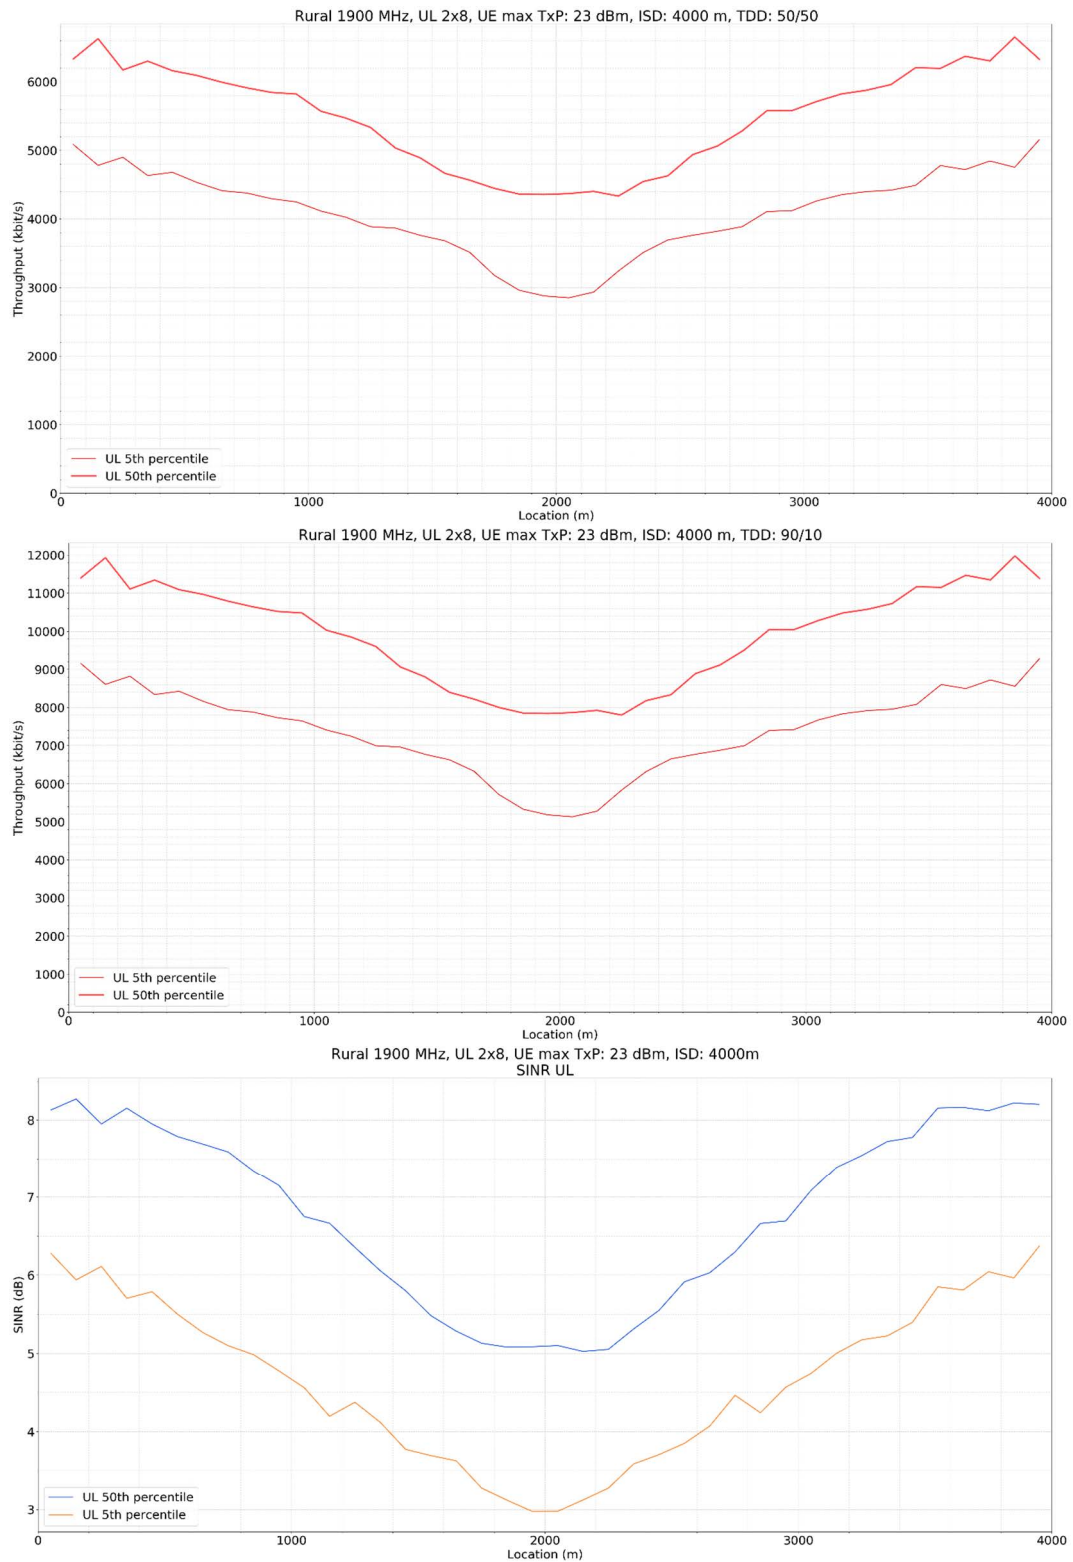 Rural 1900 MHz, UL 2x8, UE max TxP: 23 dBm, ISD: 4000 m, TDD: 50/50
6000
5000
4000
3000
2000
1000
0
Throughput (kbit/s)
UL 5th percentile
UL 50th percentile
0 1000 2000 3000 4000
Location (m)
Rural 1900 MHz, UL 2x8, UE max TxP: 23 dBm, ISD: 4000 m, TDD: 90/10
12000
11000
10000
9000
8000
7000
6000
5000
4000
3000
2000
1000
0
Throughput (kbit/s)
UL 5th percentile
UL 50th percentile
0 1000 2000 3000 4000
Location (m)
Rural 1900 MHz, UL 2x8, UE max TxP: 23 dBm, ISD: 4000m
SINR UL
8
7
6
5
4
3
SINR (dB)
UL 50th percentile
UL 5th percentile
0 1000 2000 3000 4000
Location (m)